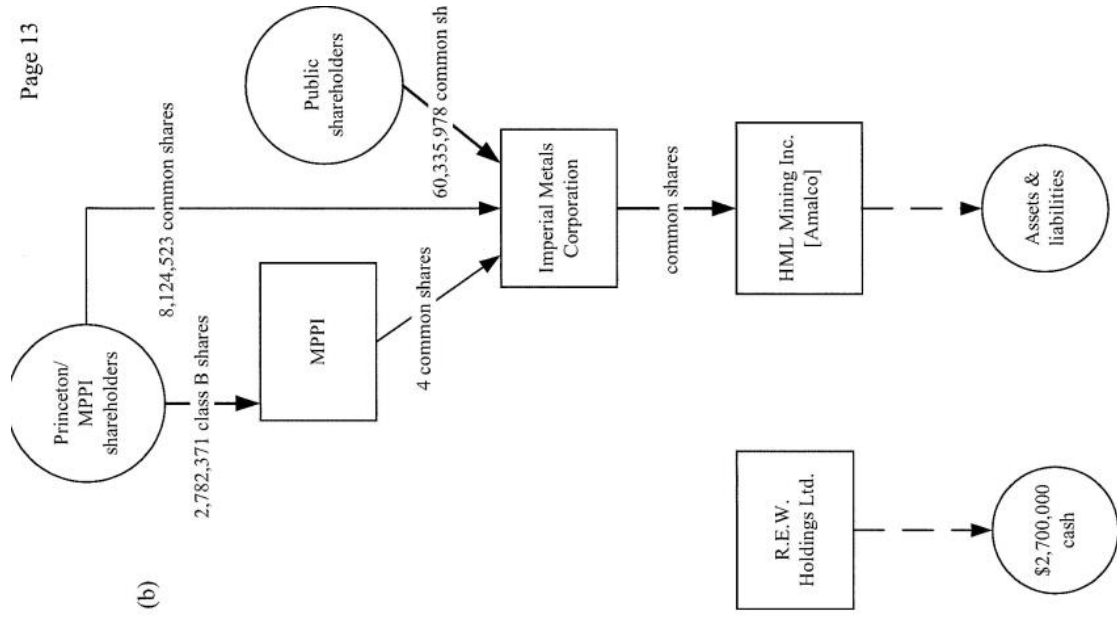 Page 13
(b)
Princeton/
MPPI
shareholders
8,124,523 common shares
2,782,371 class B shares
Public
shareholders
MPPI
60,335,978 common sh
4 common shares
Imperial Metals
Corporation
common shares
R.E.W.
Holdings Ltd.
HML Mining Inc.
[Amalco]
$2,700,000
cash
Assets &
liabilities